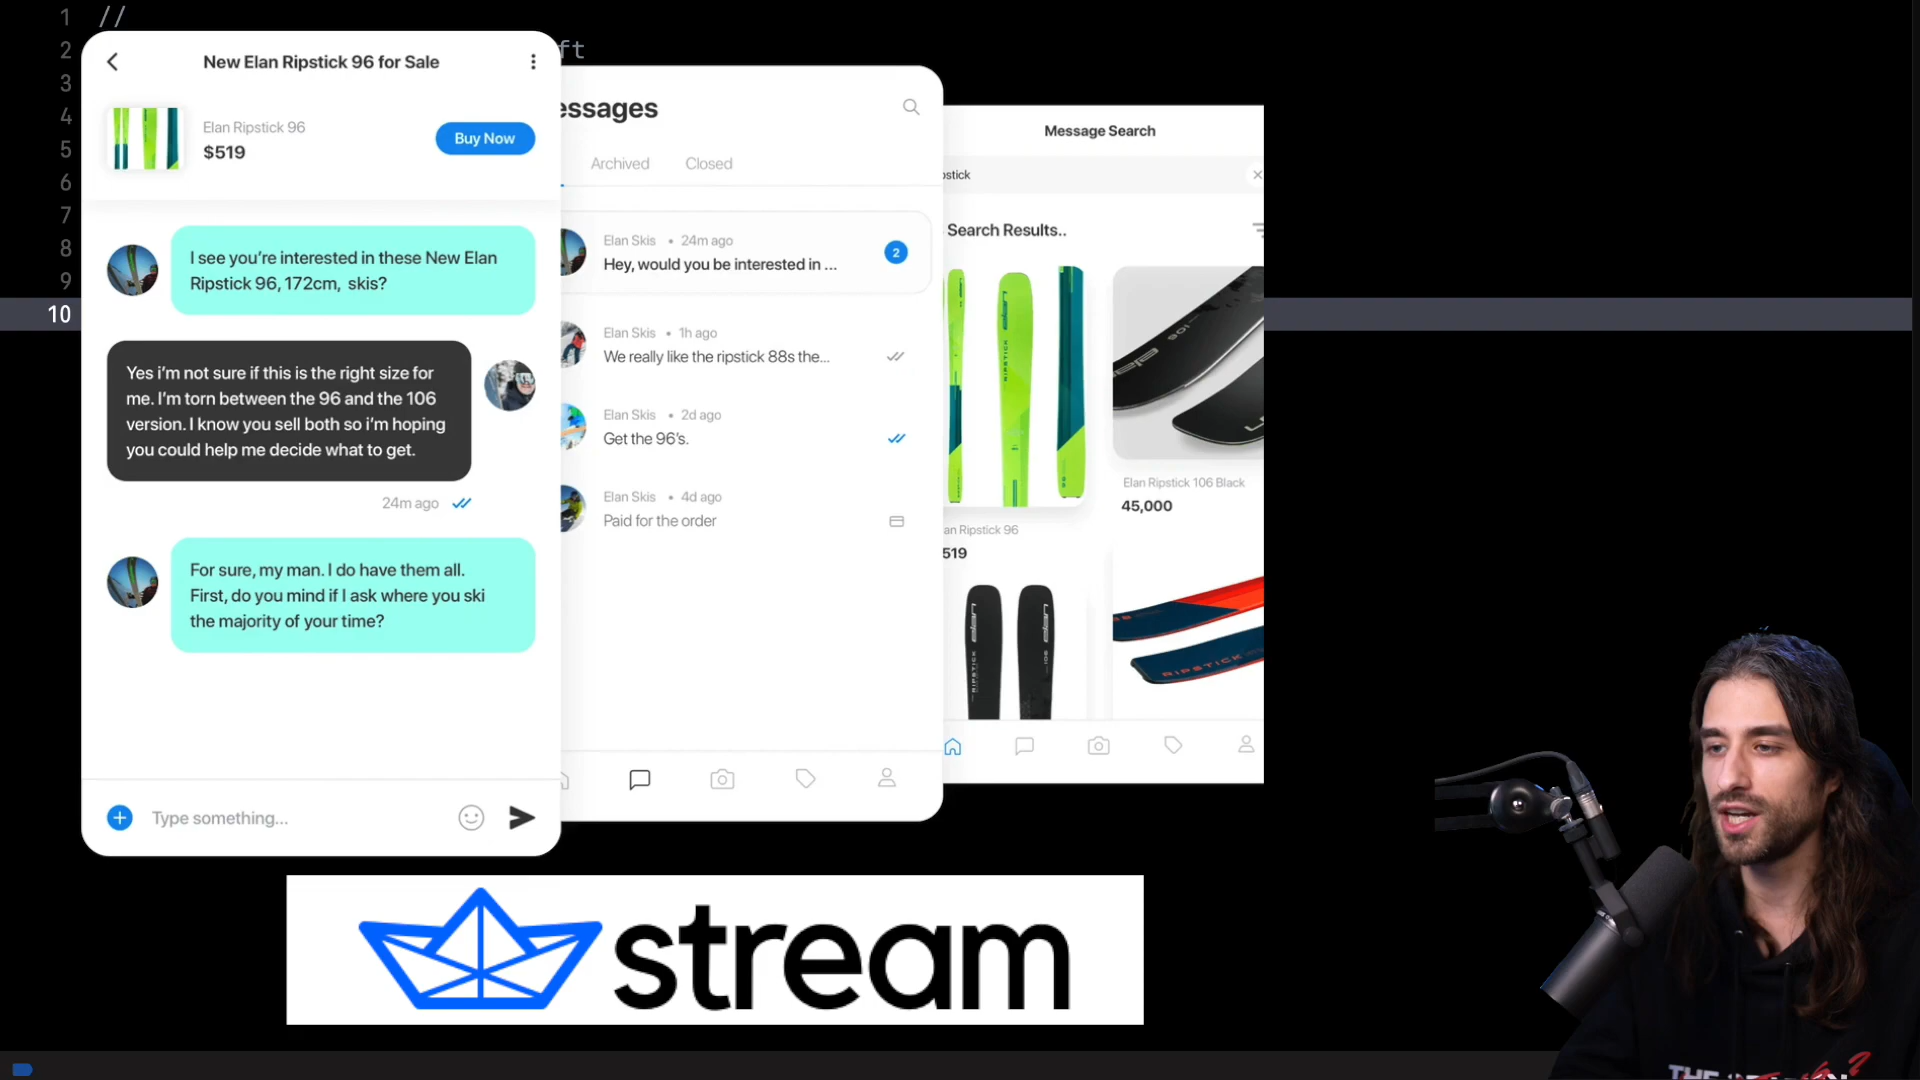 1 //
2 ft
3
4
5
6
7
8
9
10
New Elan Ripstick 96 for Sale
Elan Ripstick 96
$519
Buy Now
I see you're interested in these New Elan
Ripstick 96, 172cm, skis?
Yes i'm not sure if this is the right size for
me. I'm torn between the 96 and the 106
version. I know you sell both so i'm hoping
you could help me decide what to get.
24m ago
For sure, my man. I do have them all.
First, do you mind if I ask where you ski
the majority of your time?
Type something...
essages
Archived Closed
Elan Skis • 24m ago
Hey, would you be interested in ...
2
Elan Skis • 1h ago
We really like the ripstick 88s the...
Elan Skis • 2d ago
Get the 96's.
Elan Skis • 4d ago
Paid for the order
Message Search
ostick
Search Results..
RIPSTICK
an Ripstick 96
519
Elan Ripstick 106 Black
45,000
RIPSTICK
RIPSTICK
stream
THE